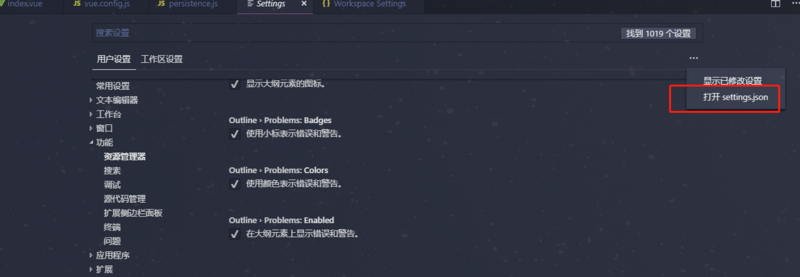 index.vue
JS vue.config.js
JS persistence.js
Settings
{} Workspace Settings
搜索设置
找到 1019 个设置
用户设置 工作区设置
显示已修改设置
打开 settings.json
常用设置
文本编辑器
工作台
窗口
功能
资源管理器
搜索
调试
源代码管理
扩展侧边栏面板
终端
问题
应用程序
扩展
显示大纲元素的图标。
Outline › Problems: Badges
使用小标表示错误和警告。
Outline › Problems: Colors
使用颜色表示错误和警告。
Outline › Problems: Enabled
在大纲元素上显示错误和警告。